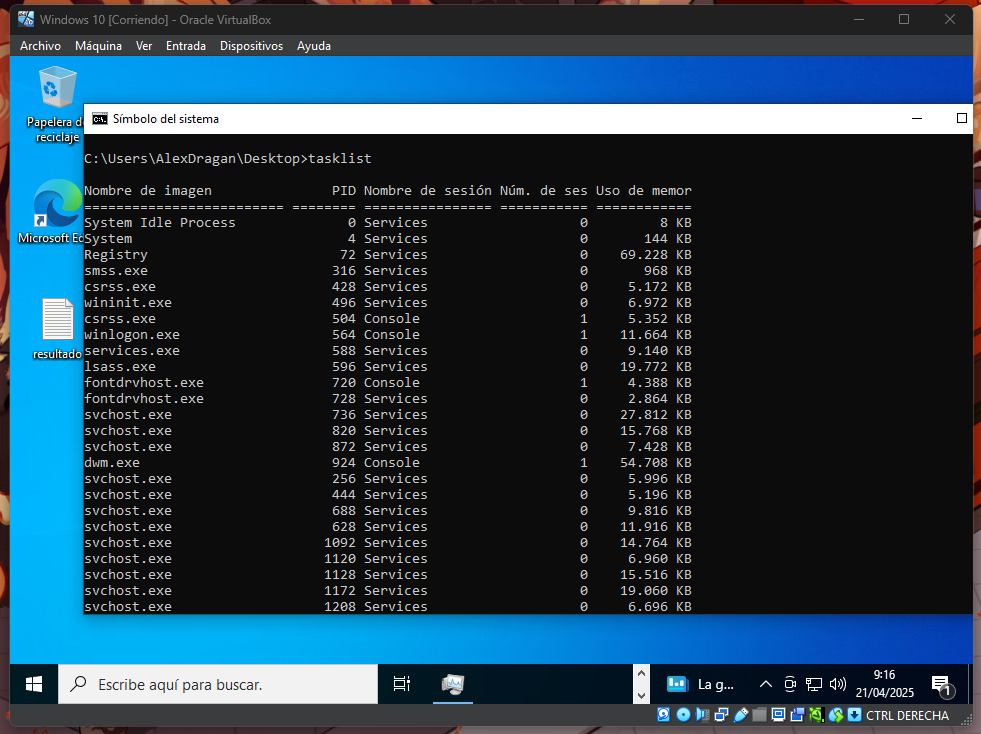 Windows 10 [Corriendo] - Oracle VirtualBox
Archivo Máquina Ver Entrada Dispositivos Ayuda
Papelera d
reciclaje
Microsoft Ed
resultado
Símbolo del sistema
C:\Users\AlexDragan\Desktop>tasklist
Nombre de imagen PID Nombre de sesión Núm. de ses Uso de memor
========================= ======== ================ =========== ============
System Idle Process 0 Services 0 8 KB
System 4 Services 0 144 KB
Registry 72 Services 0 69.228 KB
smss.exe 316 Services 0 968 KB
csrss.exe 428 Services 0 5.172 KB
wininit.exe 496 Services 0 6.972 KB
csrss.exe 504 Console 1 5.352 KB
winlogon.exe 564 Console 1 11.664 KB
services.exe 588 Services 0 9.140 KB
lsass.exe 596 Services 0 19.772 KB
fontdrvhost.exe 720 Console 1 4.388 KB
fontdrvhost.exe 728 Services 0 2.864 KB
svchost.exe 736 Services 0 27.812 KB
svchost.exe 820 Services 0 15.768 KB
svchost.exe 872 Services 0 7.428 KB
dwm.exe 924 Console 1 54.708 KB
svchost.exe 256 Services 0 5.996 KB
svchost.exe 444 Services 0 5.196 KB
svchost.exe 688 Services 0 9.816 KB
svchost.exe 628 Services 0 11.916 KB
svchost.exe 1092 Services 0 14.764 KB
svchost.exe 1120 Services 0 6.960 KB
svchost.exe 1128 Services 0 15.516 KB
svchost.exe 1172 Services 0 19.060 KB
svchost.exe 1208 Services 0 6.696 KB
Escribe aquí para buscar.
La g...
9:16
21/04/2025
1
CTRL DERECHA